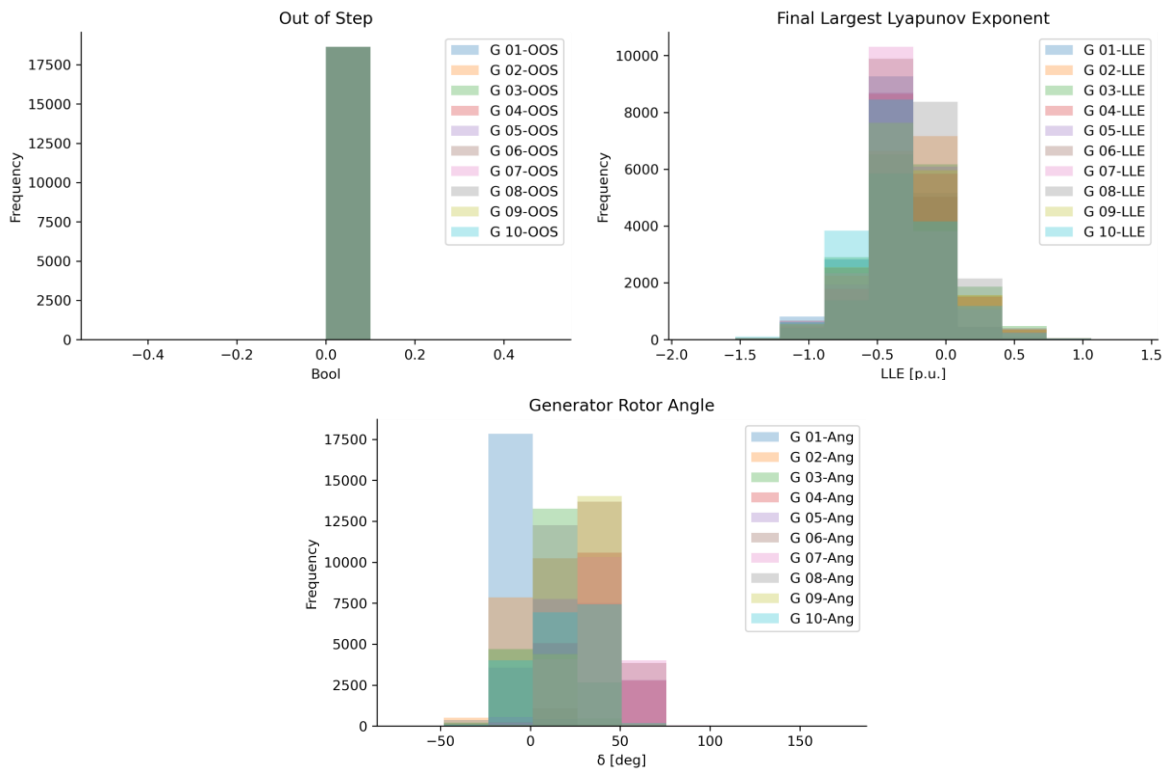 Out of Step
17500
15000
12500
10000
7500
5000
2500
0
Frequency
−0.4 −0.2 0.0 0.2 0.4
Bool
G 01-OOS
G 02-OOS
G 03-OOS
G 04-OOS
G 05-OOS
G 06-OOS
G 07-OOS
G 08-OOS
G 09-OOS
G 10-OOS
Final Largest Lyapunov Exponent
10000
8000
6000
4000
2000
0
Frequency
−2.0 −1.5 −1.0 −0.5 0.0 0.5 1.0 1.5
LLE [p.u.]
G 01-LLE
G 02-LLE
G 03-LLE
G 04-LLE
G 05-LLE
G 06-LLE
G 07-LLE
G 08-LLE
G 09-LLE
G 10-LLE
Generator Rotor Angle
17500
15000
12500
10000
7500
5000
2500
0
Frequency
−50 0 50 100 150
δ [deg]
G 01-Ang
G 02-Ang
G 03-Ang
G 04-Ang
G 05-Ang
G 06-Ang
G 07-Ang
G 08-Ang
G 09-Ang
G 10-Ang